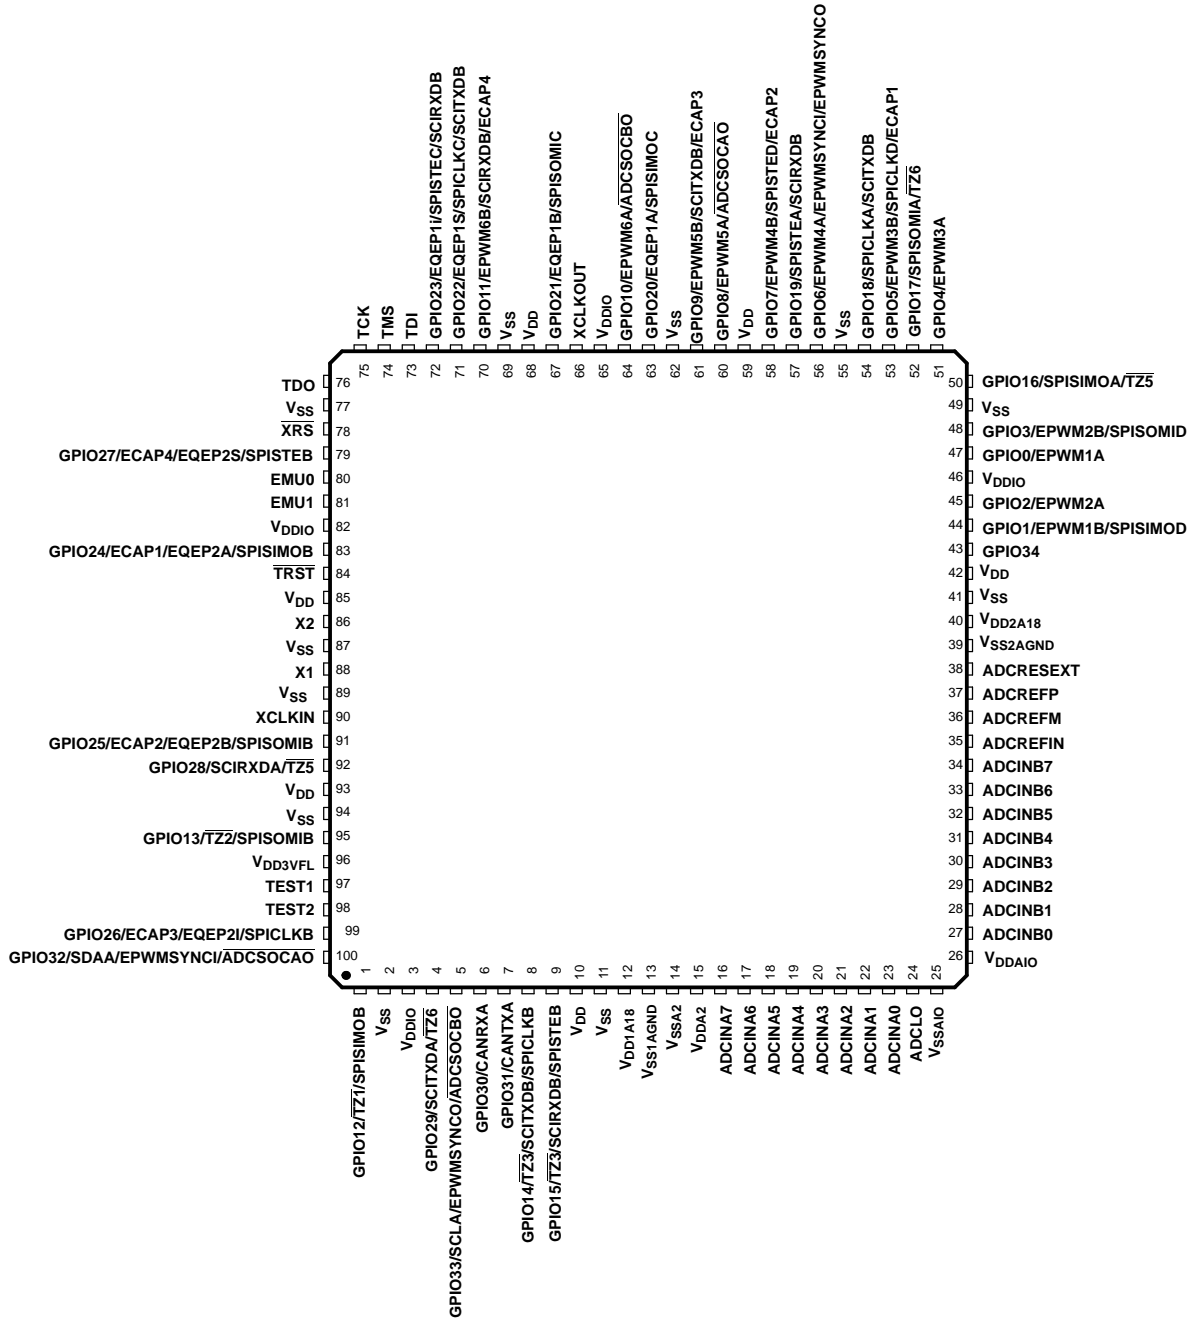 GPIO6/EPWM4A/EPWMSYNCI/EPWMSYNCO
TCK
TMS
TDI
GPIO23/EQEP1i/SPISTEC/SCIRXDB
GPIO22/EQEP1S/SPICLKC/SCITXDB
GPIO11/EPWM6B/SCIRXDB/ECAP4
VSS
VDD
GPIO21/EQEP1B/SPISOMIC
XCLKOUT
VDDIO
GPIO10/EPWM6A/ADCSOCBO
GPIO20/EQEP1A/SPISIMOC
VSS
GPIO9/EPWM5B/SCITXDB/ECAP3
GPIO8/EPWM5A/ADCSOCAO
VDD
GPIO7/EPWM4B/SPISTED/ECAP2
GPIO19/SPISTEA/SCIRXDB
VSS
GPIO18/SPICLKA/SCITXDB
GPIO5/EPWM3B/SPICLKD/ECAP1
GPIO17/SPISOMIA/TZ6
GPIO4/EPWM3A
75 74 73 72 71 70 69 68 67 66 65 64 63 62 61 60 59 58 57 56 55 54 53 52 51
TDO 76
VSS 77
XRS 78
GPIO27/ECAP4/EQEP2S/SPISTEB 79
EMU0 80
EMU1 81
VDDIO 82
GPIO24/ECAP1/EQEP2A/SPISIMOB 83
TRST 84
VDD 85
X2 86
VSS 87
X1 88
VSS 89
XCLKIN 90
GPIO25/ECAP2/EQEP2B/SPISOMIB 91
GPIO28/SCIRXDA/TZ5 92
VDD 93
VSS 94
GPIO13/TZ2/SPISOMIB 95
VDD3VFL 96
TEST1 97
TEST2 98
GPIO26/ECAP3/EQEP2I/SPICLKB 99
GPIO32/SDAA/EPWMSYNCI/ADCSOCAO 100
50 GPIO16/SPISIMOA/TZ5
49 VSS
48 GPIO3/EPWM2B/SPISOMID
47 GPIO0/EPWM1A
46 VDDIO
45 GPIO2/EPWM2A
44 GPIO1/EPWM1B/SPISIMOD
43 GPIO34
42 VDD
41 VSS
40 VDD2A18
39 VSS2AGND
38 ADCRESEXT
37 ADCREFP
36 ADCREFM
35 ADCREFIN
34 ADCINB7
33 ADCINB6
32 ADCINB5
31 ADCINB4
30 ADCINB3
29 ADCINB2
28 ADCINB1
27 ADCINB0
26 VDDAIO
1 2 3 4 5 6 7 8 9 10 11 12 13 14 15 16 17 18 19 20 21 22 23 24 25
GPIO12/TZ1/SPISIMOB
VSS
VDDIO
GPIO29/SCITXDA/TZ6
GPIO33/SCLA/EPWMSYNCO/ADCSOCBO
GPIO30/CANRXA
GPIO31/CANTXA
GPIO14/TZ3/SCITXDB/SPICLKB
GPIO15/TZ3/SCIRXDB/SPISTEB
VDD
VSS
VDD1A18
VSS1AGND
VSSA2
VDDA2
ADCINA7
ADCINA6
ADCINA5
ADCINA4
ADCINA3
ADCINA2
ADCINA1
ADCINA0
ADCLO
VSSAIO